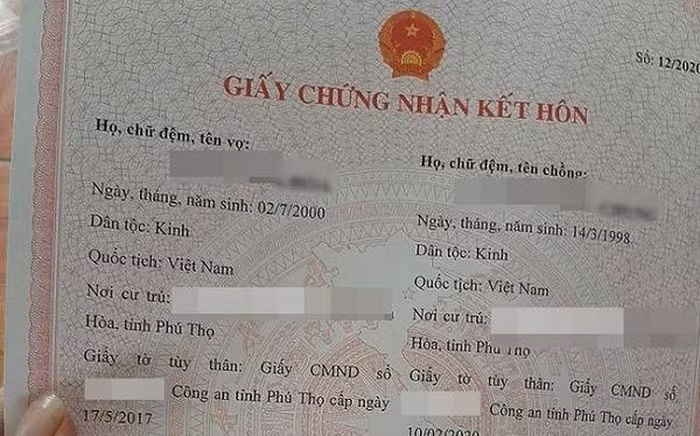 Số: 12/2020
GIẤY CHỨNG NHẬN KẾT HÔN
Họ, chữ đệm, tên vợ:
Ngày, tháng, năm sinh: 02/7/2000
Dân tộc: Kinh
Quốc tịch: Việt Nam
Nơi cư trú:
Hòa, tỉnh Phú Thọ
Giấy tờ tùy thân: Giấy CMND số
Công an tỉnh Phú Thọ cấp ngày
17/5/2017
Họ, chữ đệm, tên chồng:
Ngày, tháng, năm sinh: 14/3/1998
Dân tộc: Kinh
Quốc tịch: Việt Nam
Nơi cư trú:
Hòa, tỉnh Phú Thọ
Giấy tờ tùy thân: Giấy CMND số
Công an tỉnh Phú Thọ cấp ngày
10/02/2020